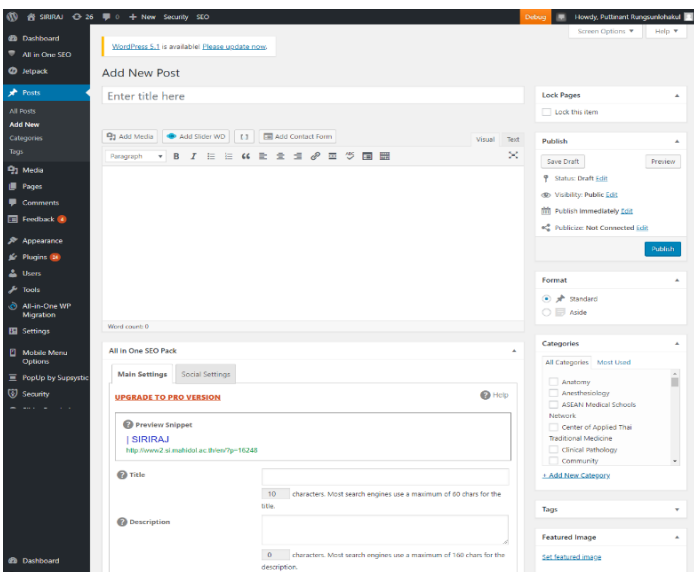 SIRIRAJ 26 0 + New Security SEO Debug Howdy, Puttinant Rungsunlohakul
Screen Options Help
Dashboard
All in One SEO
Jetpack
Posts
All Posts
Add New
Categories
Tags
Media
Pages
Comments
Feedback
Appearance
Plugins 24
Users
Tools
All-in-One WP
Migration
Settings
Mobile Menu
Options
PopUp by Supsystic
Security
Dashboard
WordPress 5.1 is available! Please update now.
Add New Post
Enter title here
Add Media Add Slider WD Add Contact Form Visual Text
Paragraph B I ABC
Word count: 0
All in One SEO Pack
Main Settings Social Settings
UPGRADE TO PRO VERSION Help
Preview Snippet
| SIRIRAJ
http://www2.si.mahidol.ac.th/en/?p=16248
Title
10 characters. Most search engines use a maximum of 60 chars for the
title.
Description
0 characters. Most search engines use a maximum of 160 chars for the
description.
Lock Pages
Lock this item
Publish
Save Draft Preview
Status: Draft Edit
Visibility: Public Edit
Publish immediately Edit
Publicize: Not Connected Edit
Publish
Format
Standard
Aside
Categories
All Categories Most Used
Anatomy
Anesthesiology
ASEAN Medical Schools
Network
Center of Applied Thai
Traditional Medicine
Clinical Pathology
Community
+ Add New Category
Tags
Featured Image
Set featured image